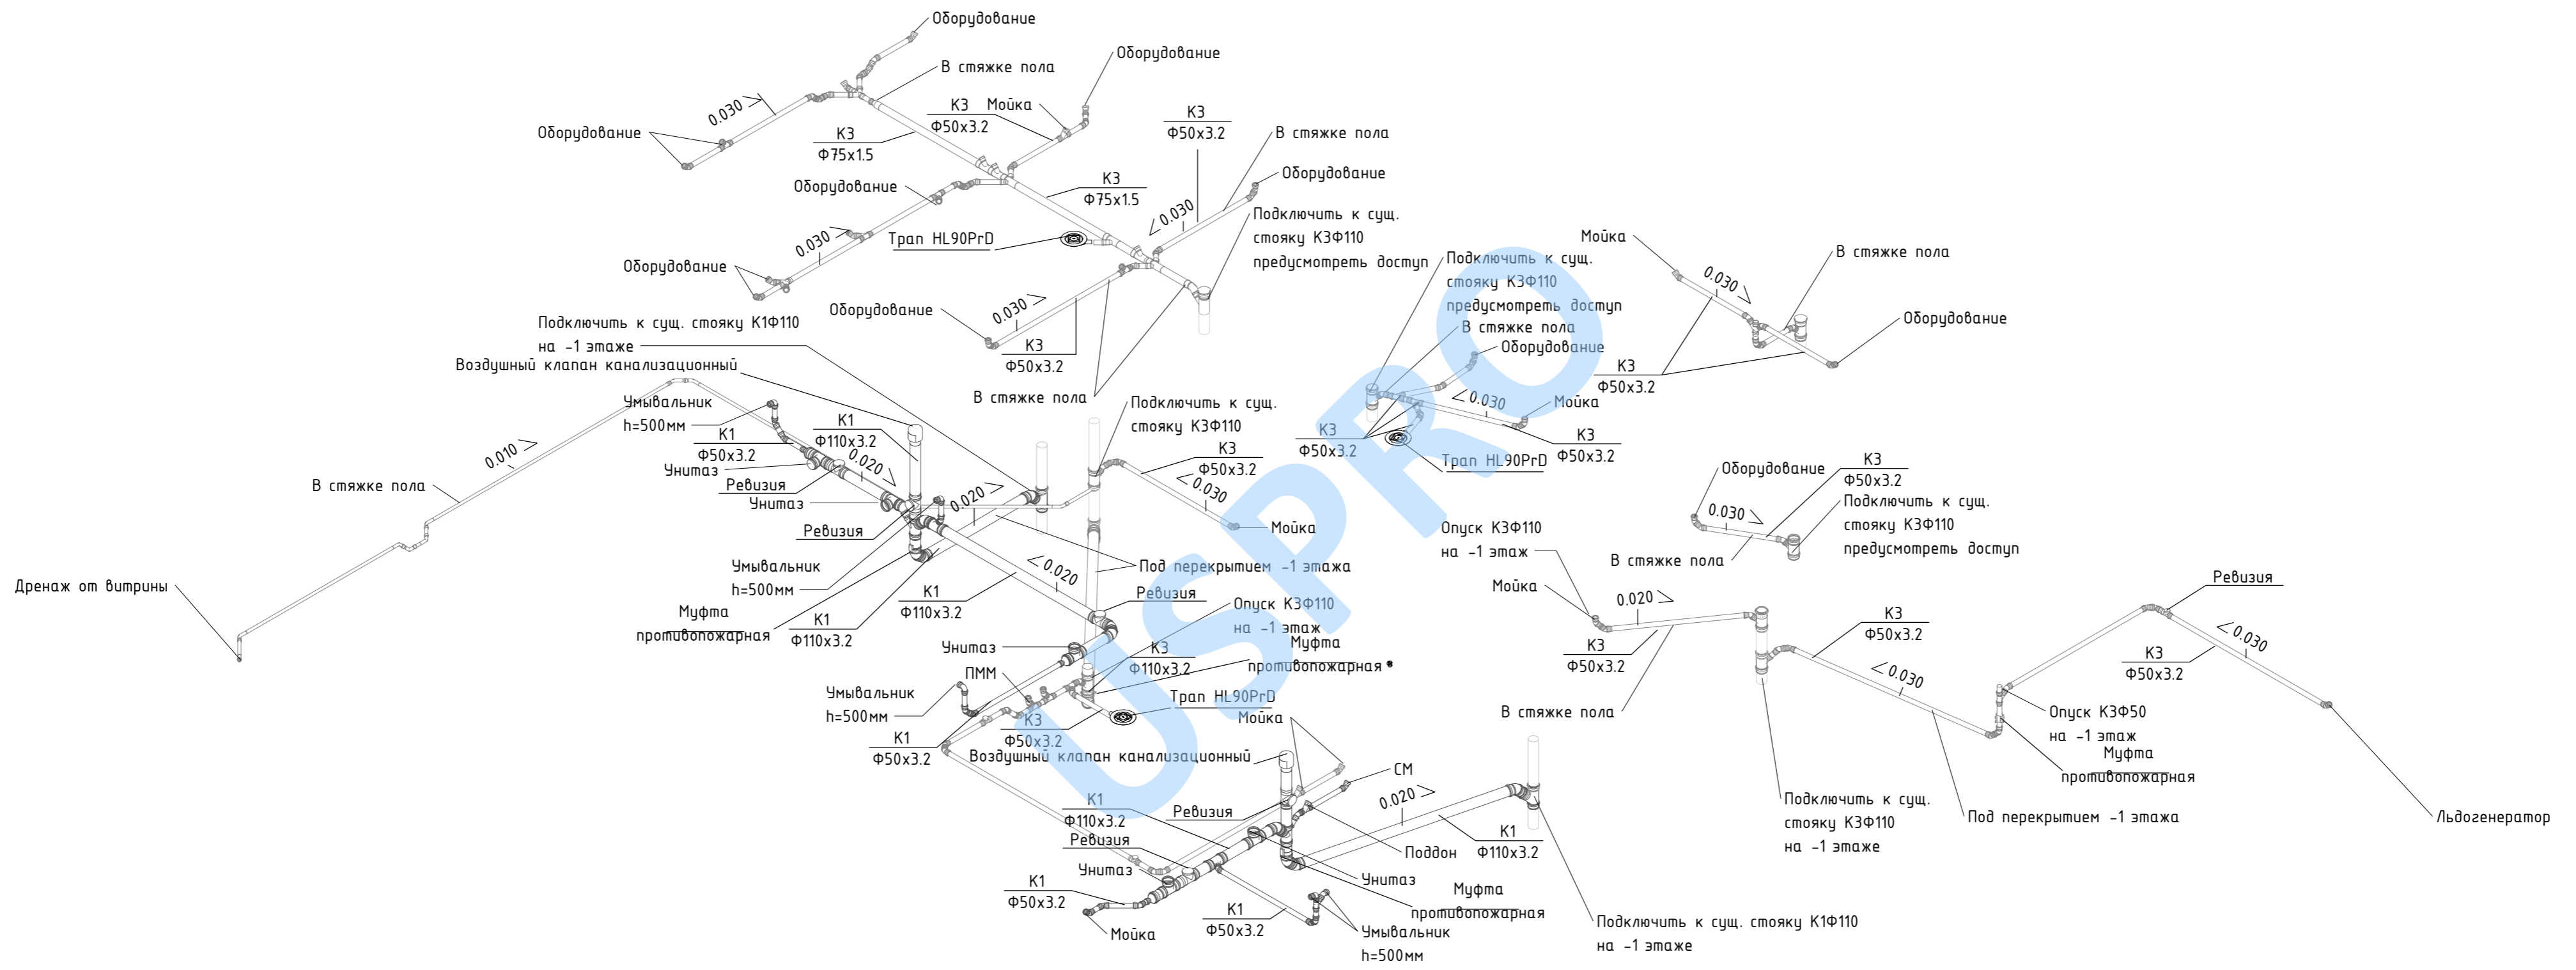 Оборудование
Оборудование
В стяжке пола
0.030
К3
Ф50х3.2
Мойка
К3
Ф50х3.2
Оборудование
К3
Ф75х1.5
В стяжке пола
Оборудование
К3
Ф75х1.5
Оборудование
0.030
Подключить к сущ.
стояку К3Ф110
предусмотреть доступ
Трап HL90PrD
0.030
Оборудование
Оборудование
0.030
К3
Ф50х3.2
В стяжке пола
Подключить к сущ. стояку К1Ф110
на -1 этаже
Воздушный клапан канализационный
Подключить к сущ.
стояку К3Ф110
предусмотреть доступ
В стяжке пола
Оборудование
0.030
Мойка
К3
Ф50х3.2
К3
Ф50х3.2
Трап HL90PrD
Мойка
0.030
В стяжке пола
Оборудование
К3
Ф50х3.2
Умывальник
h=500мм
К1
Ф50х3.2
К1
Ф110х3.2
Унитаз
0.020
Ревизия
Унитаз
Ревизия
0.010
В стяжке пола
Дренаж от витрины
0.020
Подключить к сущ.
стояку К3Ф110
К3
Ф50х3.2
0.030
Мойка
Умывальник
h=500мм
Муфта
противопожарная
К1
Ф110х3.2
К1
Ф110х3.2
0.020
Под перекрытием -1 этажа
Ревизия
Опуск К3Ф110
на -1 этаж
Муфта
противопожарная
Унитаз
К3
Ф110х3.2
ПММ
Умывальник
h=500мм
Трап HL90PrD
К3
Ф50х3.2
К1
Ф50х3.2
Мойка
Воздушный клапан канализационный
СМ
К1
Ф110х3.2
Ревизия
Ревизия
0.020
К1
Ф110х3.2
Унитаз
Поддон
К1
Ф50х3.2
Мойка
Унитаз
Муфта
противопожарная
К1
Ф50х3.2
Умывальник
h=500мм
Подключить к сущ. стояку К1Ф110
на -1 этаже
Оборудование
К3
Ф50х3.2
0.030
Подключить к сущ.
стояку К3Ф110
предусмотреть доступ
В стяжке пола
Опуск К3Ф110
на -1 этаж
Мойка
0.020
К3
Ф50х3.2
В стяжке пола
К3
Ф50х3.2
0.030
Ревизия
0.030
К3
Ф50х3.2
Опуск К3Ф50
на -1 этаж
Муфта
противопожарная
Подключить к сущ.
стояку К3Ф110
на -1 этаже
Под перекрытием -1 этажа
Льдогенератор
USPRO